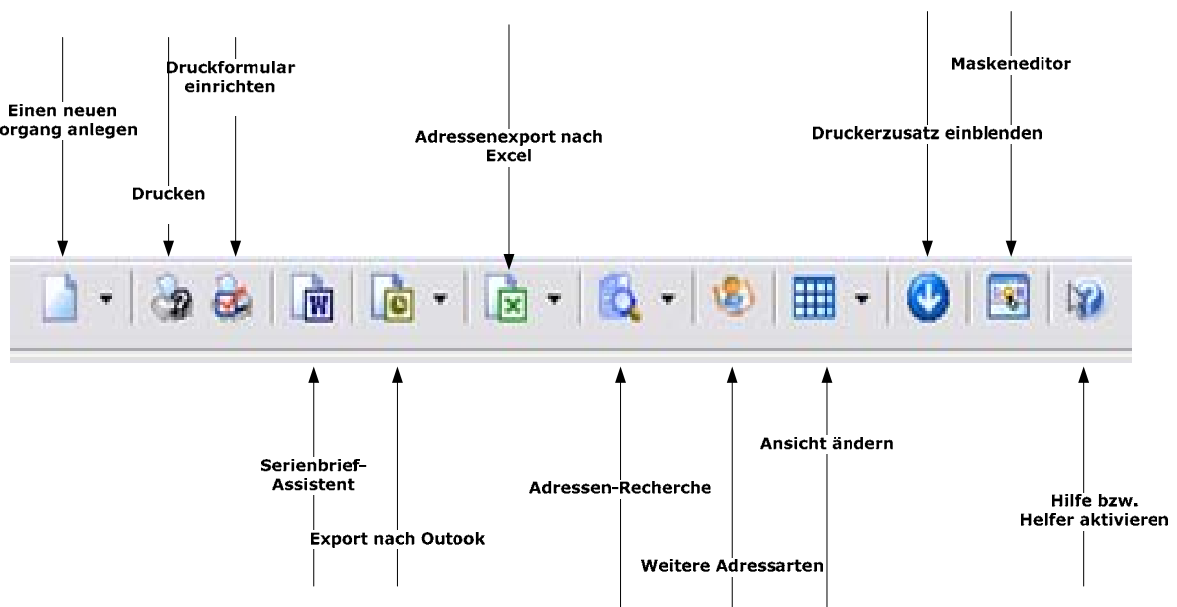 Druckformular
einrichten
Einen neuen
organg anlegen
Drucken
Adressenexport nach
Excel
Maskeneditor
Druckerzusatz einblenden
W
Serienbrief-
Assistent
Export nach Outook
Adressen-Recherche
Weitere Adressarten
Ansicht ändern
Hilfe bzw.
Helfer aktivieren